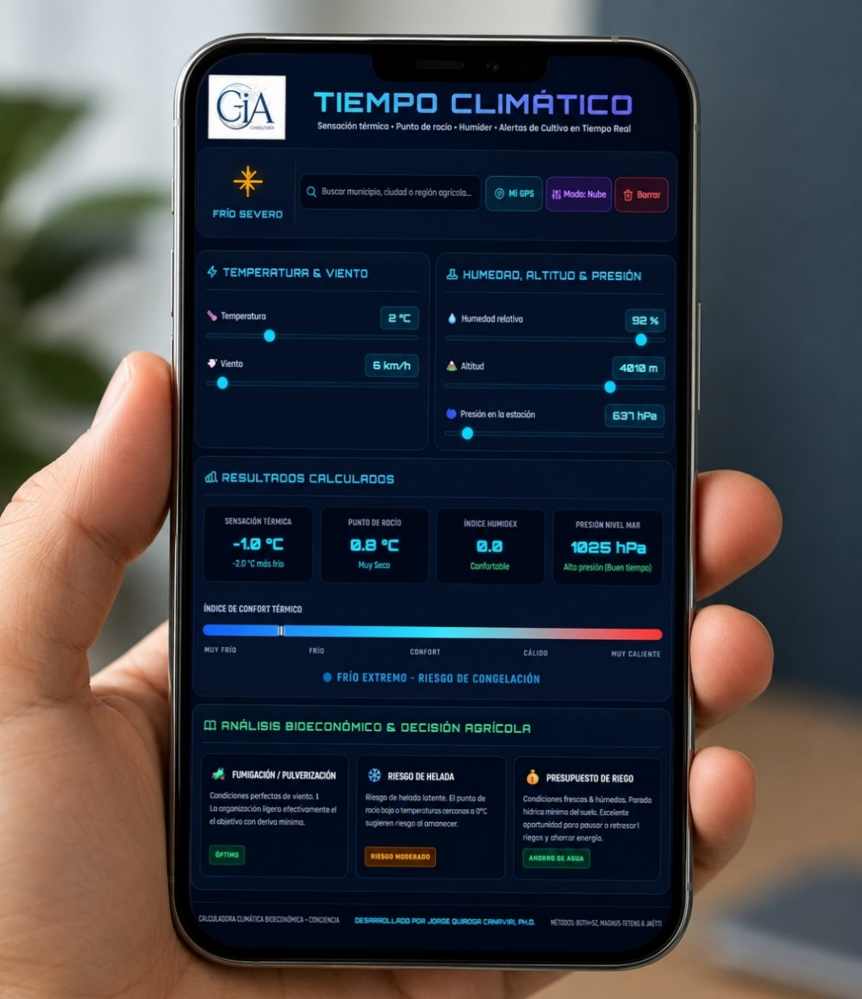 GiA
CONSULTORÍA
TIEMPO CLIMÁTICO
Sensación térmica • Punto de rocío • Humider • Alertas de Cultivo en Tiempo Real
FRÍO SEVERO
Buscar municipio, ciudad o región agrícola...
Mi GPS
Modo: Nube
Borrar
TEMPERATURA & VIENTO
Temperatura
2 °C
Viento
6 km/h
HUMEDAD, ALTITUD & PRESIÓN
Humedad relativa
92 %
Altitud
4010 m
Presión en la estación
637 hPa
RESULTADOS CALCULADOS
SENSACIÓN TÉRMICA
-1.0 °C
-2.0 °C más frío
PUNTO DE ROCÍO
0.8 °C
Muy Seco
ÍNDICE HUMIDEX
0.0
Confortable
PRESIÓN NIVEL MAR
1025 hPa
Alta presión (Buen tiempo)
ÍNDICE DE CONFORT TÉRMICO
MUY FRÍO
FRÍO
CONFORT
CÁLIDO
MUY CALIENTE
FRÍO EXTREMO - RIESGO DE CONGELACIÓN
ANÁLISIS BIOECONÓMICO & DECISIÓN AGRÍCOLA
FUMIGACIÓN / PULVERIZACIÓN
Condiciones perfectas de viento.
La organización ligera efectivamente el
el objetivo con deriva mínima.
ÓPTIMO
RIESGO DE HELADA
Riesgo de helada latente. El punto de
rocío bajo o temperaturas cercanas a 0°C
sugieren riesgo al amanecer.
RIESGO MODERADO
PRESUPUESTO DE RIEGO
Condiciones frescas & húmedas. Parada
hídrica mínima del suelo. Excelente
oportunidad para pausar o retresar!
riegos y ahorrar energía.
AHORRO DE AGUA
CALCULADORA CLIMÁTICA BIOECONÓMICA • CONCIENCIA
DESARROLLADO POR JORGE QUIROGA CANAVIRI, PH.D.
MÉTODOS: MAGNUS-TETENS & JAÉTTI